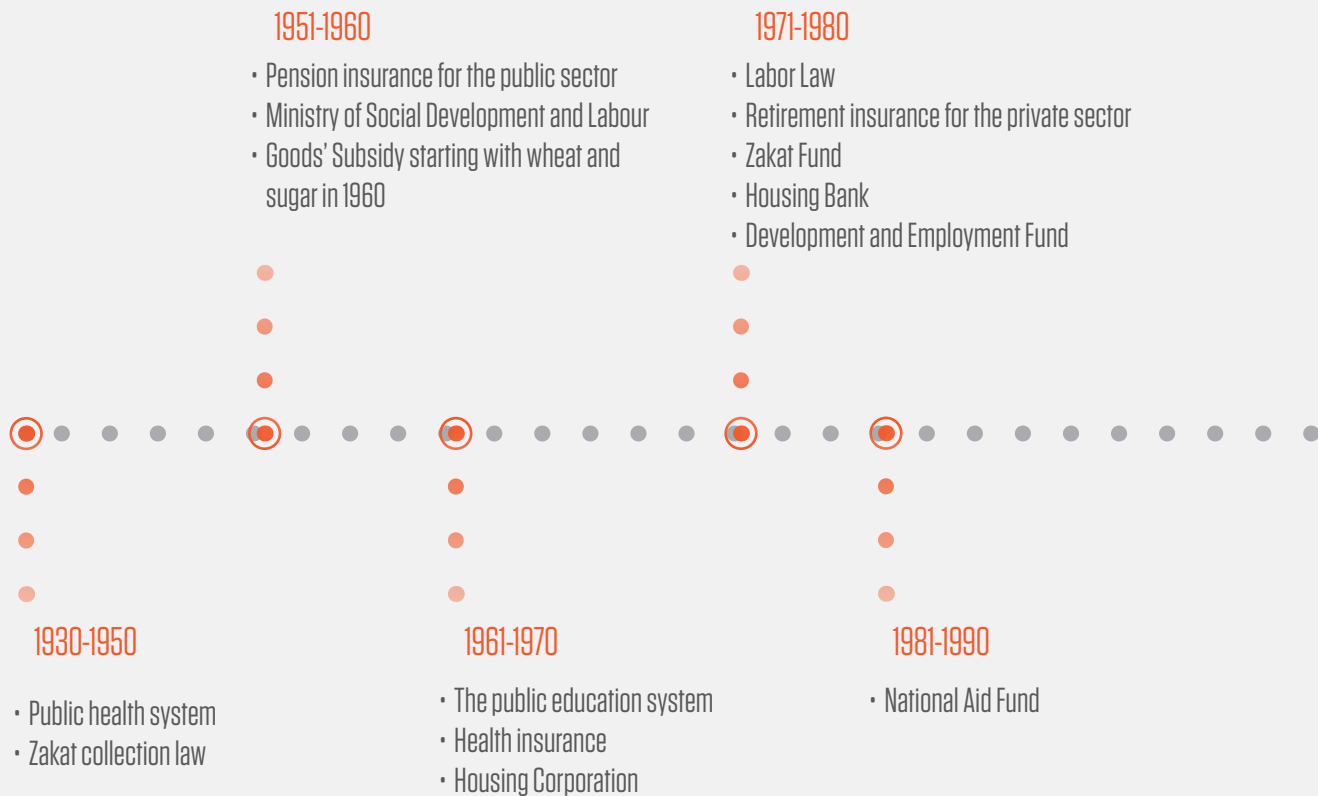 1951-1960
• Pension insurance for the public sector
• Ministry of Social Development and Labour
• Goods' Subsidy starting with wheat and
sugar in 1960
1971-1980
• Labor Law
• Retirement insurance for the private sector
• Zakat Fund
• Housing Bank
• Development and Employment Fund
1930-1950
• Public health system
• Zakat collection law
1961-1970
• The public education system
• Health insurance
• Housing Corporation
1981-1990
• National Aid Fund